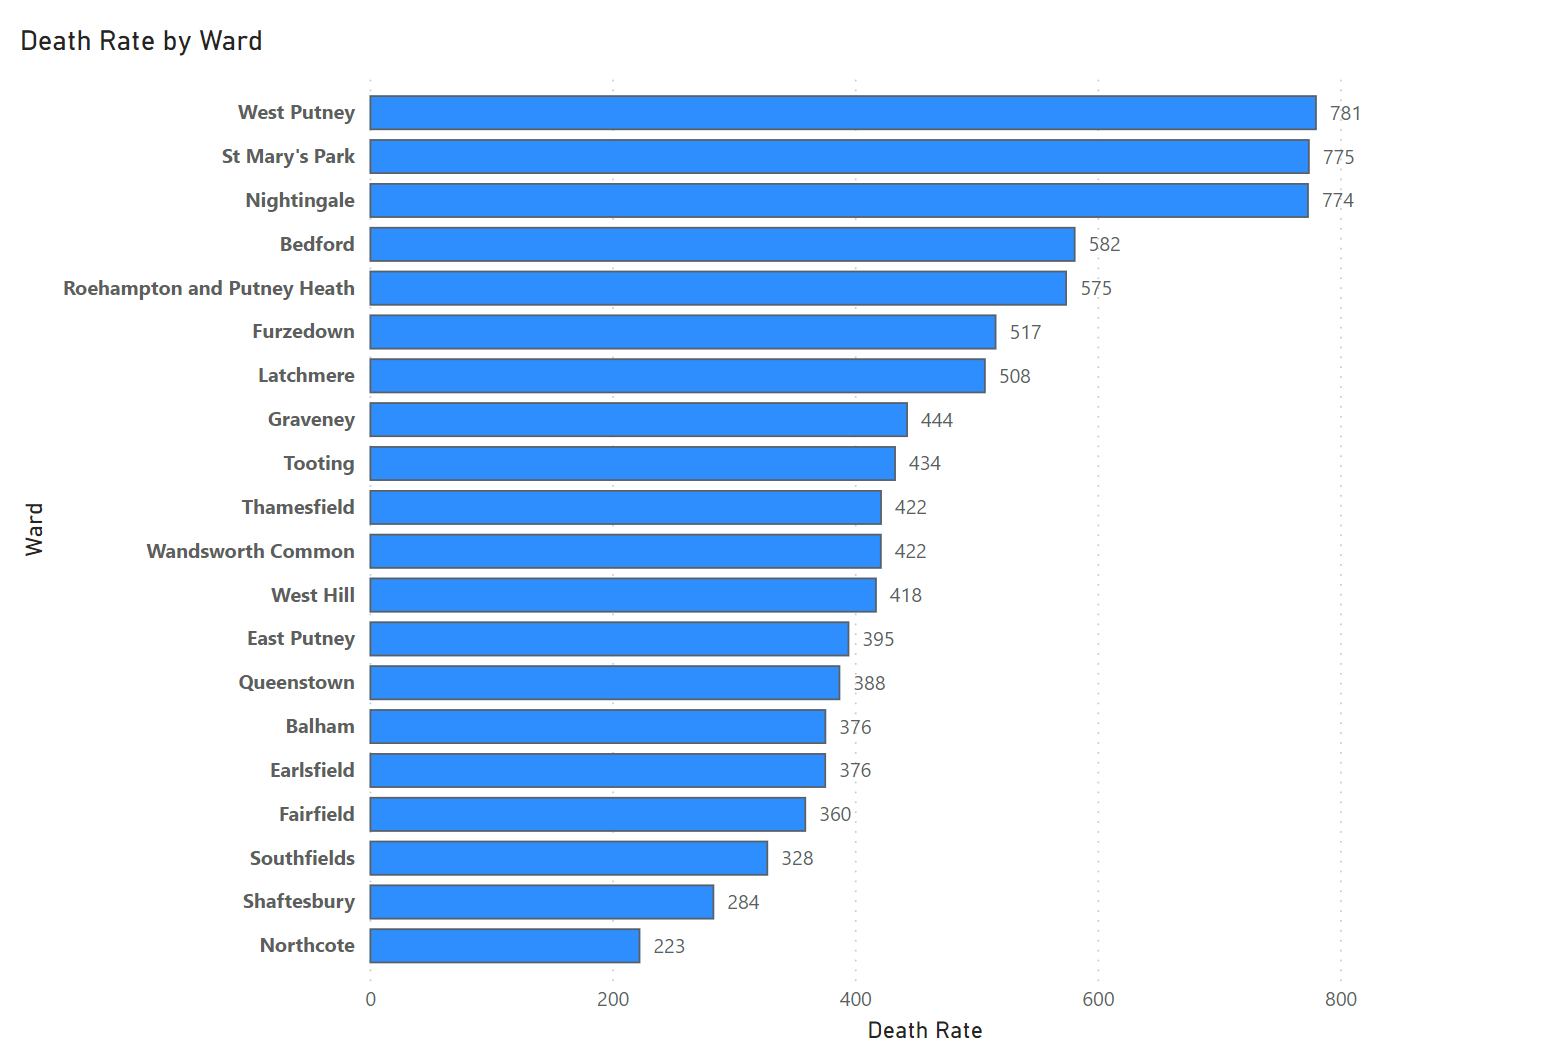 Death Rate by Ward
West Putney 781
St Mary's Park 775
Nightingale 774
Bedford 582
Roehampton and Putney Heath 575
Furzedown 517
Latchmere 508
Graveney 444
Tooting 434
Thamesfield 422
Wandsworth Common 422
West Hill 418
East Putney 395
Queenstown 388
Balham 376
Earlsfield 376
Fairfield 360
Southfields 328
Shaftesbury 284
Northcote 223
Ward
0 200 400 600 800
Death Rate